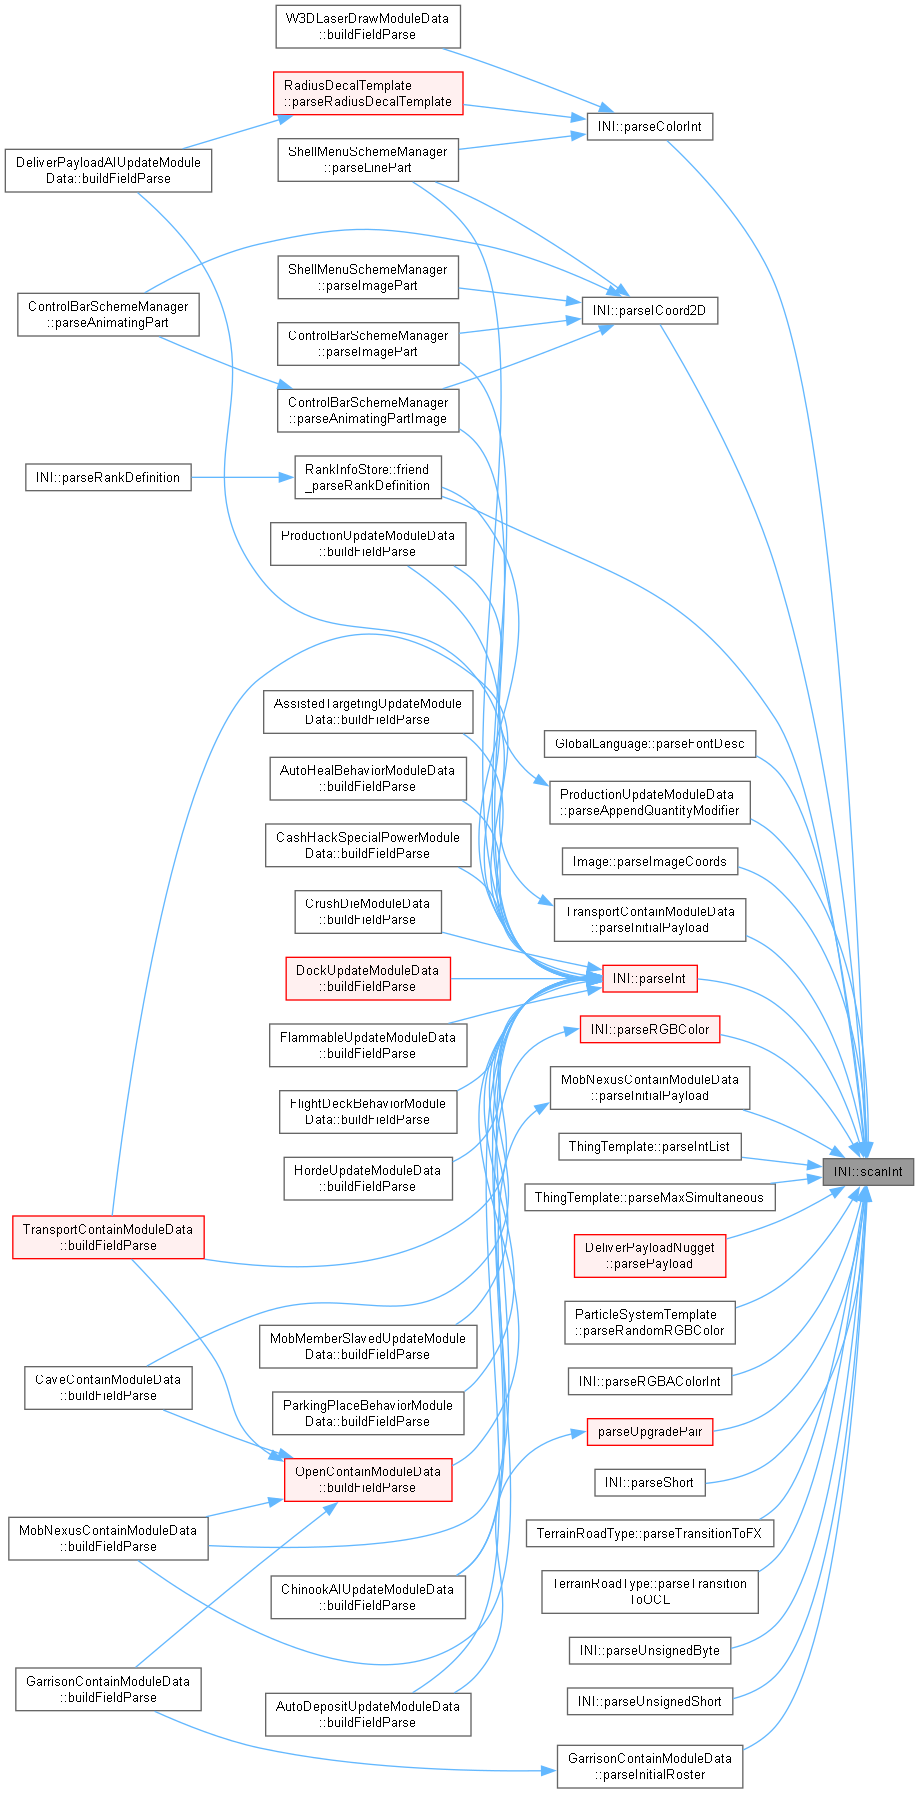 W3DLaserDrawModuleData
::buildFieldParse
RadiusDecalTemplate
::parseRadiusDecalTemplate
INI::parseColorInt
ShellMenuSchemeManager
::parseLinePart
DeliverPayloadAIUpdateModule
Data::buildFieldParse
ShellMenuSchemeManager
::parseImagePart
ControlBarSchemeManager
::parseAnimatingPart
INI::parseICoord2D
ControlBarSchemeManager
::parseImagePart
ControlBarSchemeManager
::parseAnimatingPartImage
INI::parseRankDefinition
RankInfoStore::friend
_parseRankDefinition
ProductionUpdateModuleData
::buildFieldParse
AssistedTargetingUpdateModule
Data::buildFieldParse
GlobalLanguage::parseFontDesc
AutoHealBehaviorModuleData
::buildFieldParse
ProductionUpdateModuleData
::parseAppendQuantityModifier
CashHackSpecialPowerModule
Data::buildFieldParse
Image::parseImageCoords
CrushDieModuleData
::buildFieldParse
TransportContainModuleData
::parseInitialPayload
DockUpdateModuleData
::buildFieldParse
INI::parseInt
FlammableUpdateModuleData
::buildFieldParse
INI::parseRGBColor
FlightDeckBehaviorModule
Data::buildFieldParse
MobNexusContainModuleData
::parseInitialPayload
HordeUpdateModuleData
::buildFieldParse
ThingTemplate::parseIntList
INI::scanInt
ThingTemplate::parseMaxSimultaneous
TransportContainModuleData
::buildFieldParse
DeliverPayloadNugget
::parsePayload
MobMemberSlavedUpdateModule
Data::buildFieldParse
ParticleSystemTemplate
::parseRandomRGBColor
CaveContainModuleData
::buildFieldParse
INI::parseRGBAColorInt
ParkingPlaceBehaviorModule
Data::buildFieldParse
parseUpgradePair
OpenContainModuleData
::buildFieldParse
INI::parseShort
MobNexusContainModuleData
::buildFieldParse
TerrainRoadType::parseTransitionToFX
ChinookAIUpdateModuleData
::buildFieldParse
TerrainRoadType::parseTransition
ToOCL
INI::parseUnsignedByte
GarrisonContainModuleData
::buildFieldParse
AutoDepositUpdateModuleData
::buildFieldParse
INI::parseUnsignedShort
GarrisonContainModuleData
::parseInitialRoster